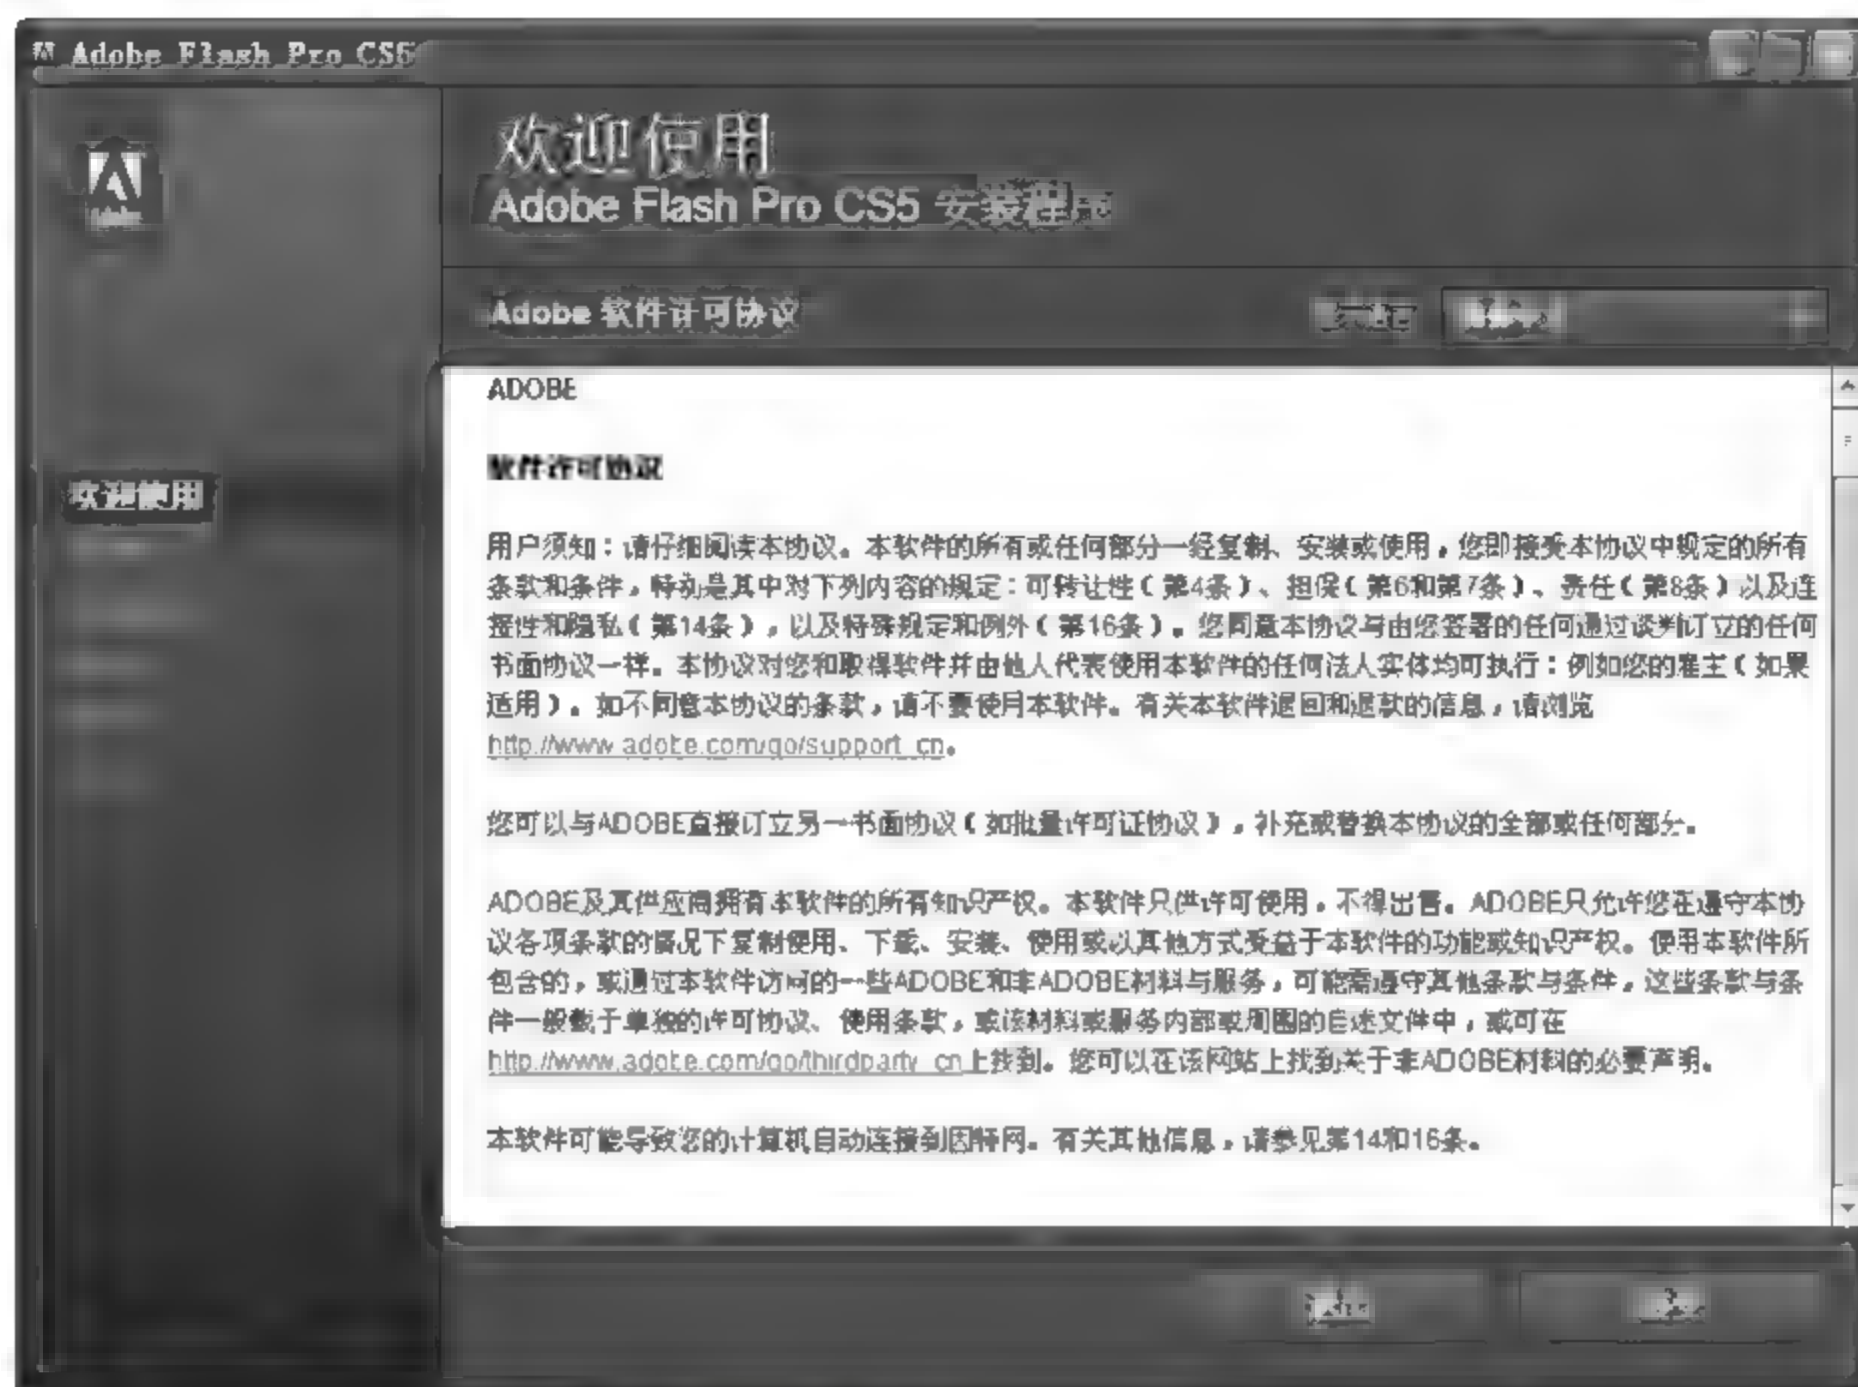 Adobe Flash Pro CS5
Adobe
欢迎使用
Adobe Flash Pro CS5 安装程序
Adobe 软件许可协议
ADOBE
软件许可协议
欢迎使用
用户须知：请仔细阅读本协议。本软件的所有或任何部分一经复制、安装或使用，您即接受本协议中规定的所有
条款和条件，特别是其中对下列内容的规定：可转让性（第4条）、担保（第6和第7条）、责任（第8条）以及连
接性和隐私（第14条），以及特殊规定和例外（第16条）。您同意本协议与由您签署的任何通过谈判订立的任何
书面协议一样。本协议对您和取得软件并由他人代表使用本软件的任何法人实体均可执行：例如您的雇主（如果
适用）。如不同意本协议的条款，请不要使用本软件。有关本软件退回和退款的信息，请浏览
http://www.adobe.com/go/support_cn。
您可以与ADOBE直接订立另一书面协议（如批量许可证协议），补充或替换本协议的全部或任何部分。
ADOBE及其供应商拥有本软件的所有知识产权。本软件只供许可使用，不得出售。ADOBE只允许您在遵守本协
议各项条款的情况下复制使用、下载、安装、使用或以其他方式受益于本软件的功能或知识产权。使用本软件所
包含的，或通过本软件访问的一些ADOBE和非ADOBE材料与服务，可能需遵守其他条款与条件，这些条款与条
件一般载于单独的许可协议、使用条款，或该材料或服务内部或周围的自述文件中，或可在
http://www.adobe.com/go/thirdparty_cn上找到。您可以在该网站上找到关于非ADOBE材料的必要声明。
本软件可能导致您的计算机自动连接到因特网。有关其他信息，请参见第14和16条。